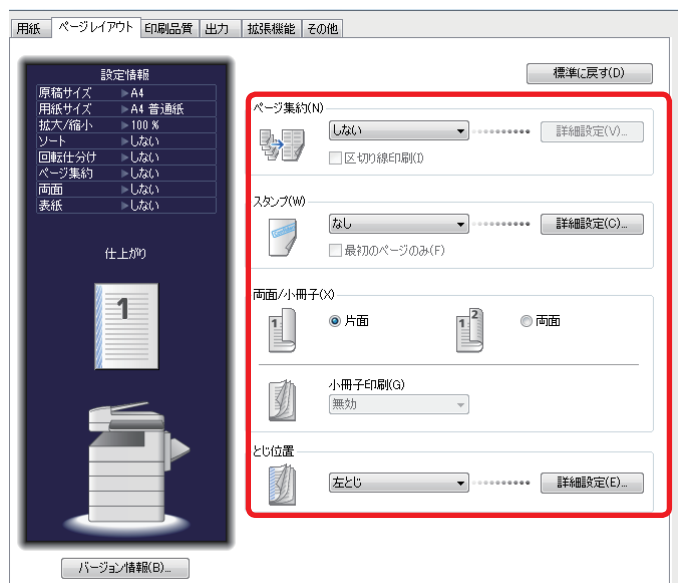 用紙 ページレイアウト 印刷品質 出力 拡張機能 その他
設定情報
原稿サイズ ▶A4
用紙サイズ ▶A4 普通紙
拡大/縮小 ▶100 %
ソート ▶しない
回転仕分け ▶しない
ページ集約 ▶しない
両面 ▶しない
表紙 ▶しない
仕上がり
1
バージョン情報(B)...
標準に戻す(D)
ページ集約(N)
しない 詳細設定(V)...
区切り線印刷(I)
スタンプ(W)
なし 詳細設定(C)...
最初のページのみ(F)
両面/小冊子(X)
1 片面 1 2 両面
小冊子印刷(G)
無効
とじ位置
左とじ 詳細設定(E)...